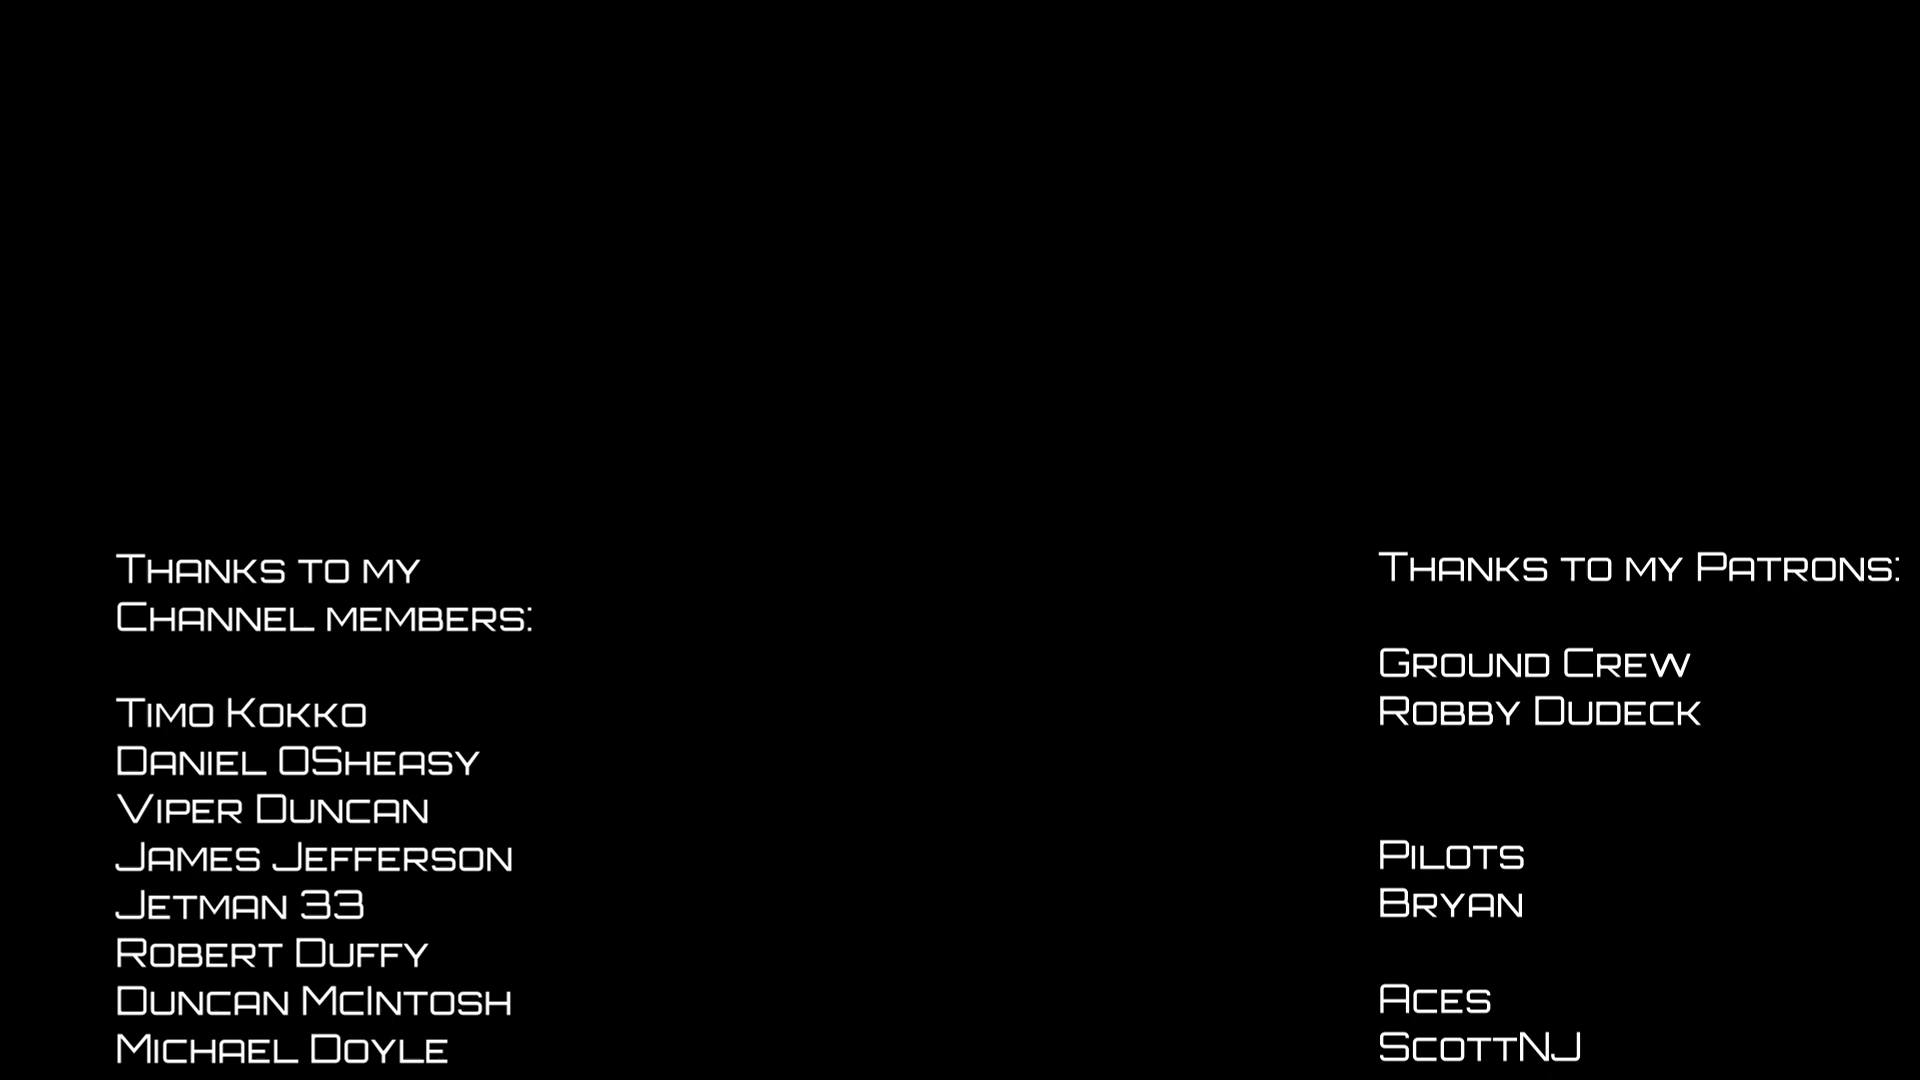 Thanks to my
Channel members:
Timo Kokko
Daniel OSheasy
Viper Duncan
James Jefferson
Jetman 33
Robert Duffy
Duncan McIntosh
Michael Doyle
Thanks to my Patrons:
Ground Crew
Robby Dudeck
Pilots
Bryan
Aces
ScottNJ